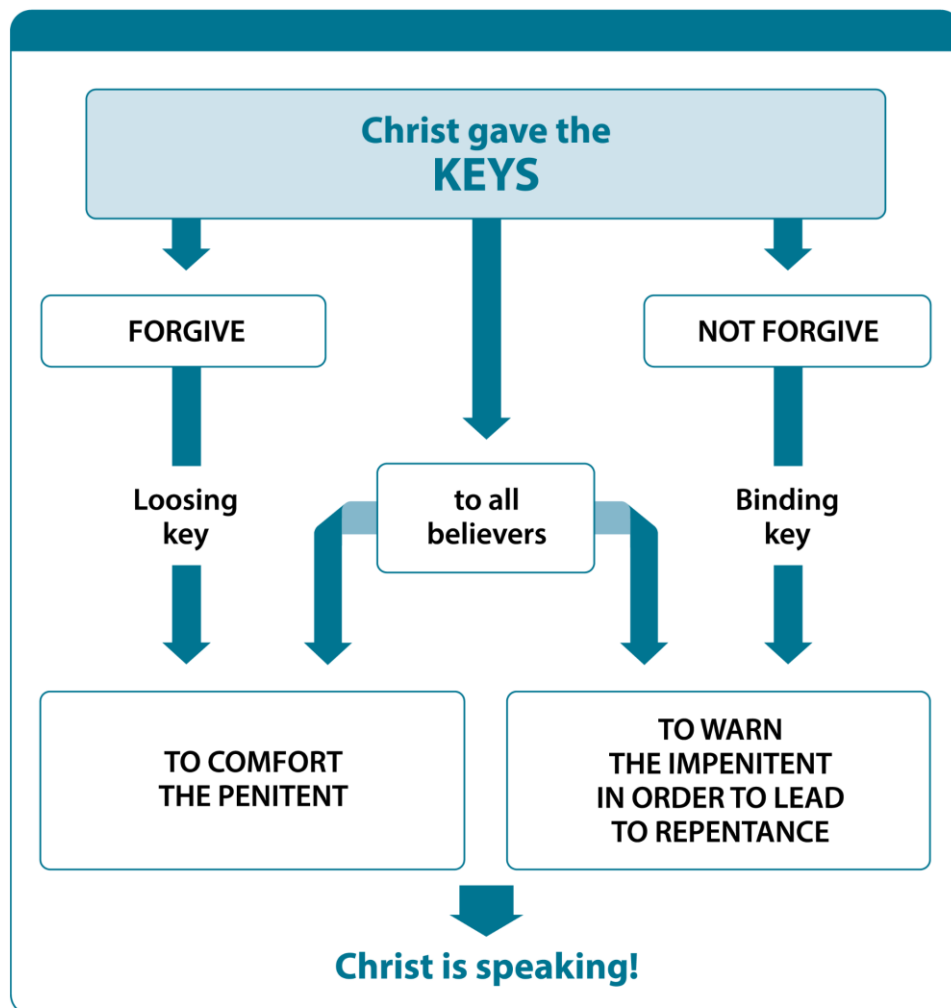 Christ gave the
KEYS
FORGIVE
NOT FORGIVE
Loosing
key
to all
believers
Binding
key
TO COMFORT
THE PENITENT
TO WARN
THE IMPENITENT
IN ORDER TO LEAD
TO REPENTANCE
Christ is speaking!